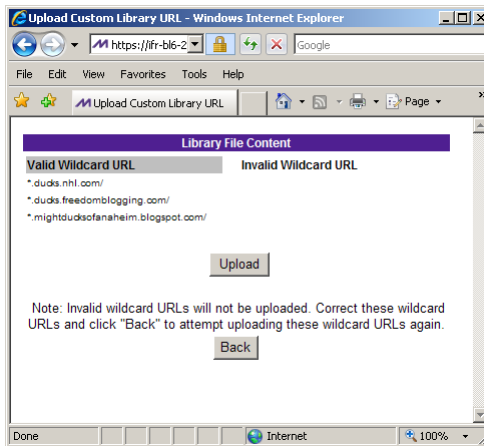 Upload Custom Library URL - Windows Internet Explorer
https://ifr-bl6-2
Google
File Edit View Favorites Tools Help
Upload Custom Library URL
Page
»
Library File Content
Valid Wildcard URL Invalid Wildcard URL
*.ducks.nhl.com/
*.ducks.freedomblogging.com/
*.mightducksofanaheim.blogspot.com/
Upload
Note: Invalid wildcard URLs will not be uploaded. Correct these wildcard
URLs and click "Back" to attempt uploading these wildcard URLs again.
Back
Done Internet 100%